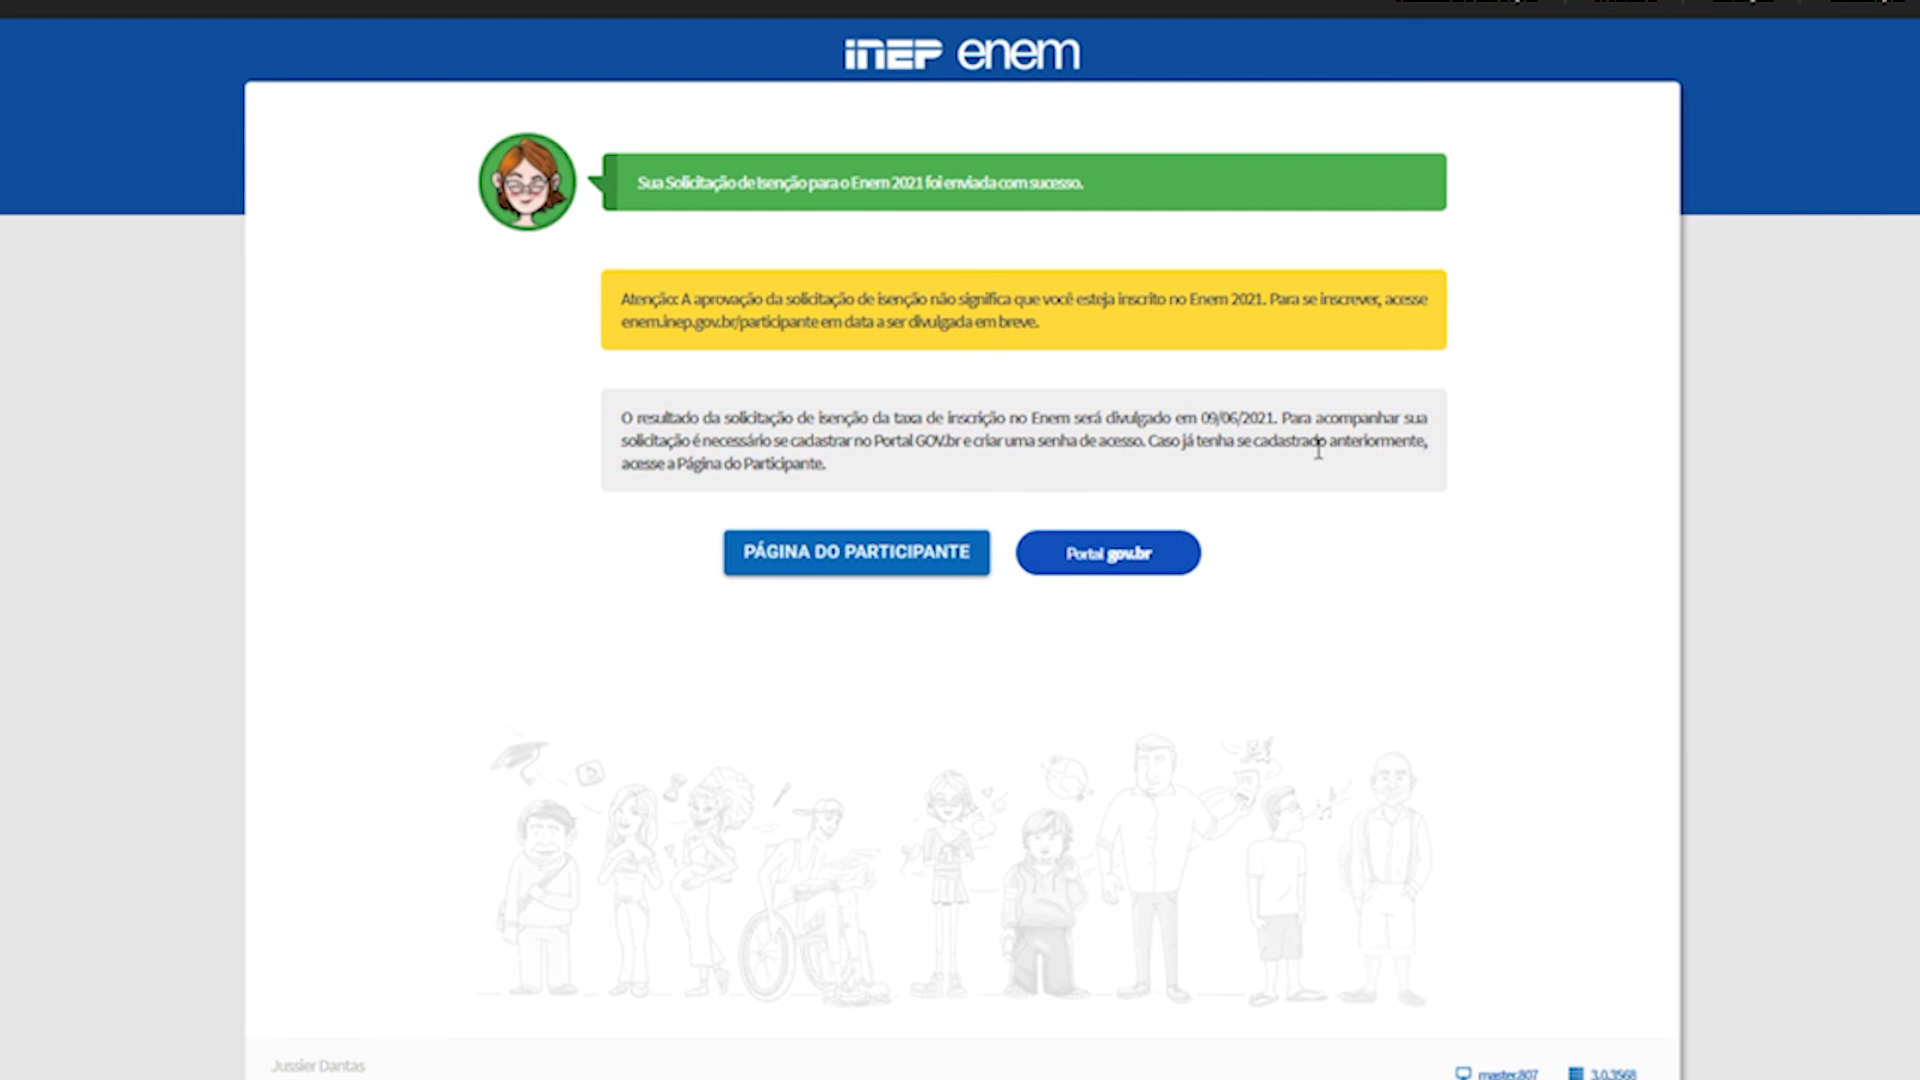 inep enem
Sua Solicitação de Isenção para o Enem 2021 foi enviada com sucesso.
Atenção: A aprovação da solicitação de isenção não significa que você esteja inscrito no Enem 2021. Para se inscrever, acesse
enem.inep.gov.br/participante em data a ser divulgada em breve.
O resultado da solicitação de isenção da taxa de inscrição no Enem será divulgado em 09/06/2021. Para acompanhar sua
solicitação é necessário se cadastrar no Portal GOV.br e criar uma senha de acesso. Caso já tenha se cadastrado anteriormente,
acesse a Página do Participante.
PÁGINA DO PARTICIPANTE
Portal gov.br
Jussier Dantas
master.807
3.0.3568